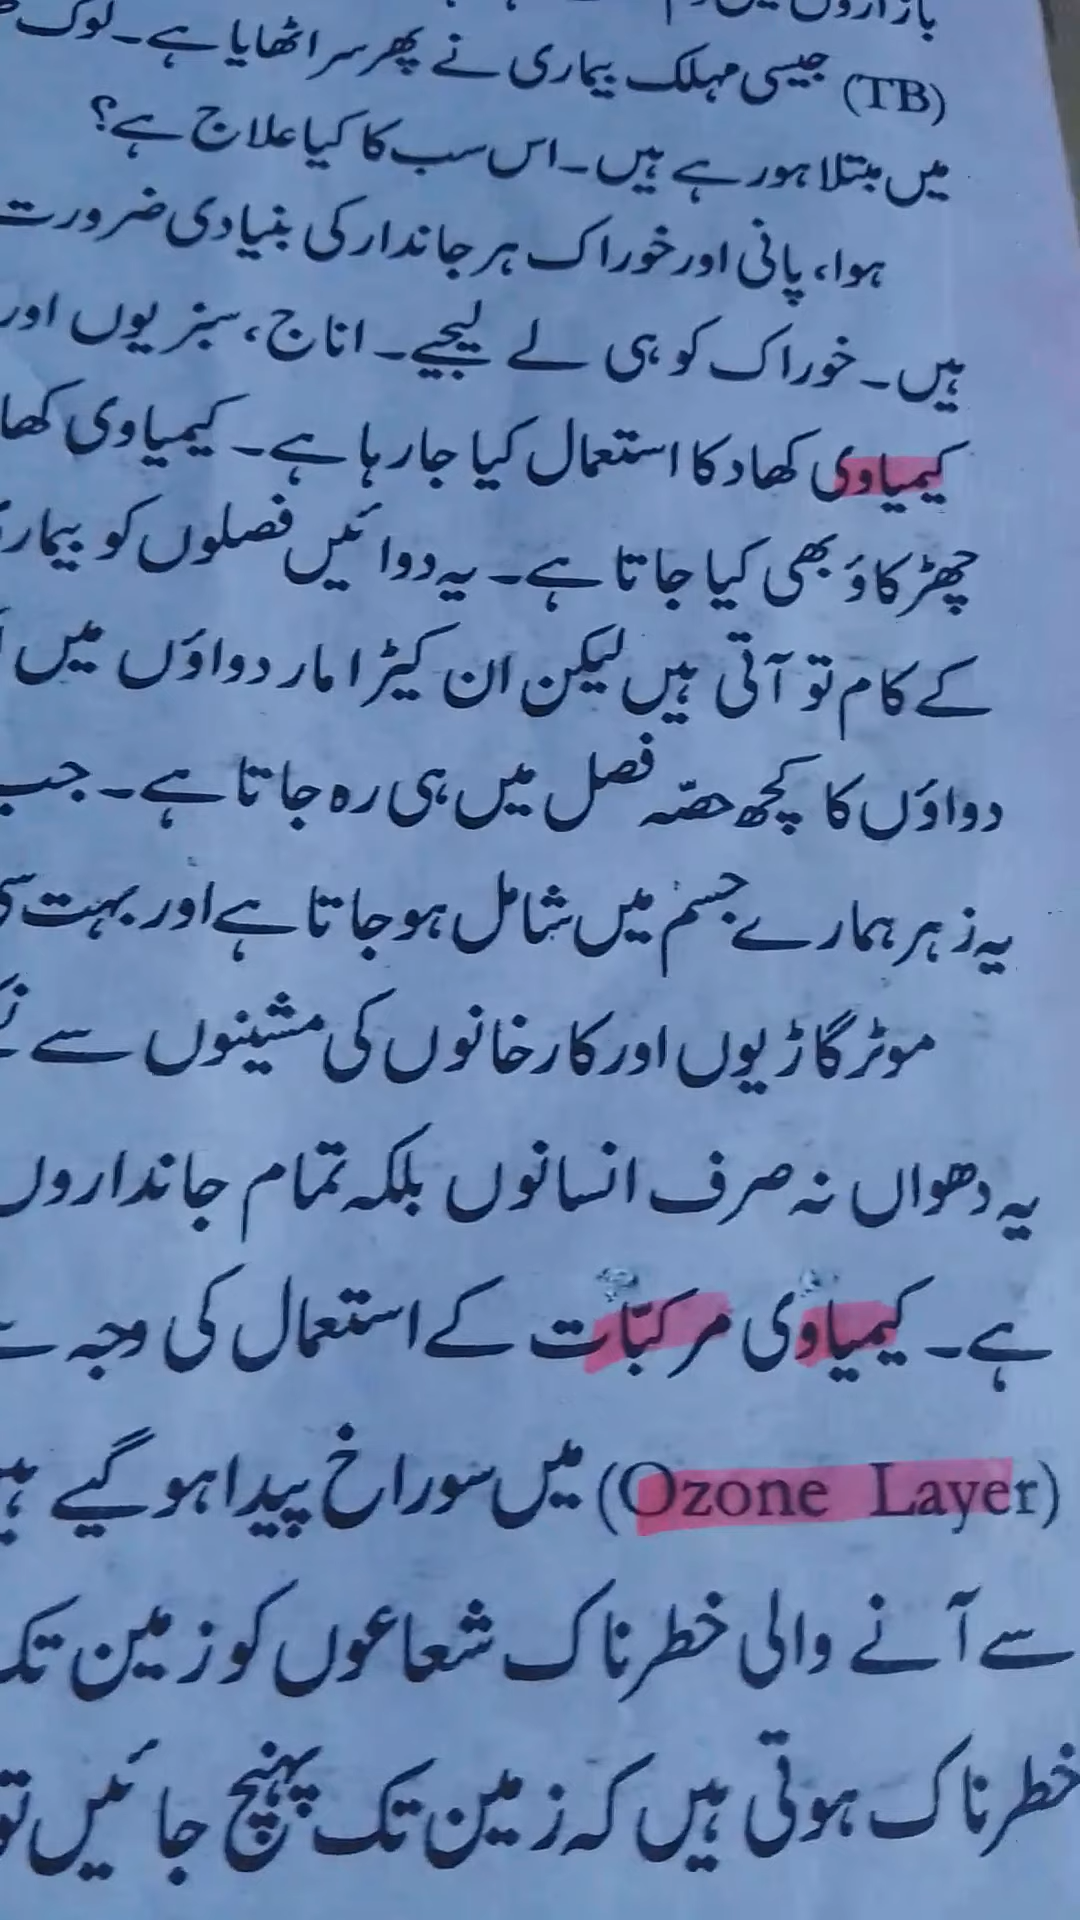 (TB) جیسی مہلک بیماری نے پھر سر اٹھایا ہے۔ لوگ
میں مبتلا ہو رہے ہیں۔ اس سب کا کیا علاج ہے؟
ہوا، پانی اور خوراک ہر جاندار کی بنیادی ضرورت
ہیں۔ خوراک کو ہی لے لیجیے۔ اناج، سبزیوں اور
کیمیاوی کھاد کا استعمال کیا جا رہا ہے۔ کیمیاوی
چھڑکاؤ بھی کیا جاتا ہے۔ یہ دوائیں فصلوں کو
کے کام تو آتی ہیں لیکن ان کیڑا مار دواؤں میں
دواؤں کا کچھ حصّہ فصل میں ہی رہ جاتا ہے۔ جب
یہ زہر ہمارے جسم میں شامل ہو جاتا ہے اور بہت
موٹر گاڑیوں اور کارخانوں کی مشینوں سے
یہ دھواں نہ صرف انسانوں بلکہ تمام جانداروں
ہے۔ کیمیاوی مرکبّات کے استعمال کی وجہ
(Ozone Layer) میں سوراخ پیدا ہو گیے
سے آنے والی خطرناک شعاعوں کو زمین تک
خطرناک ہوتی ہیں کہ زمین تک پہنچ جائیں تو